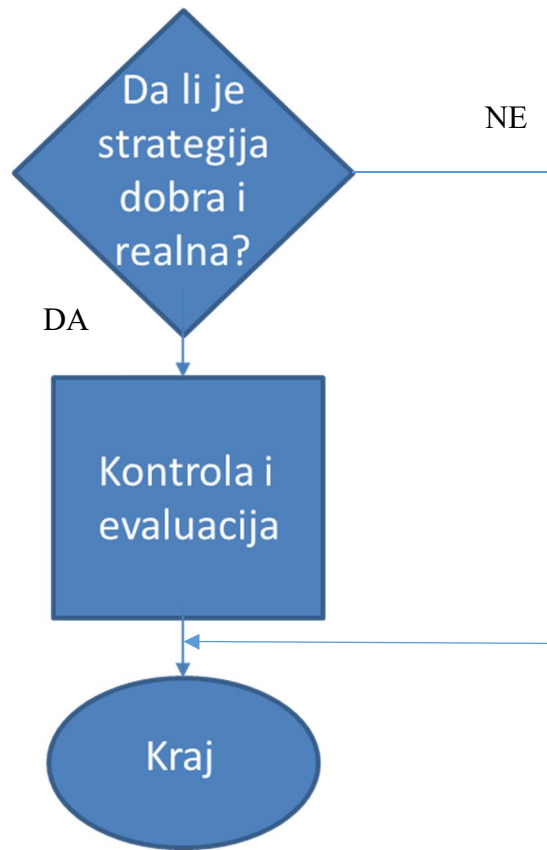 Da li je
strategija
dobra i
realna?
NE
DA
Kontrola i
evaluacija
Kraj